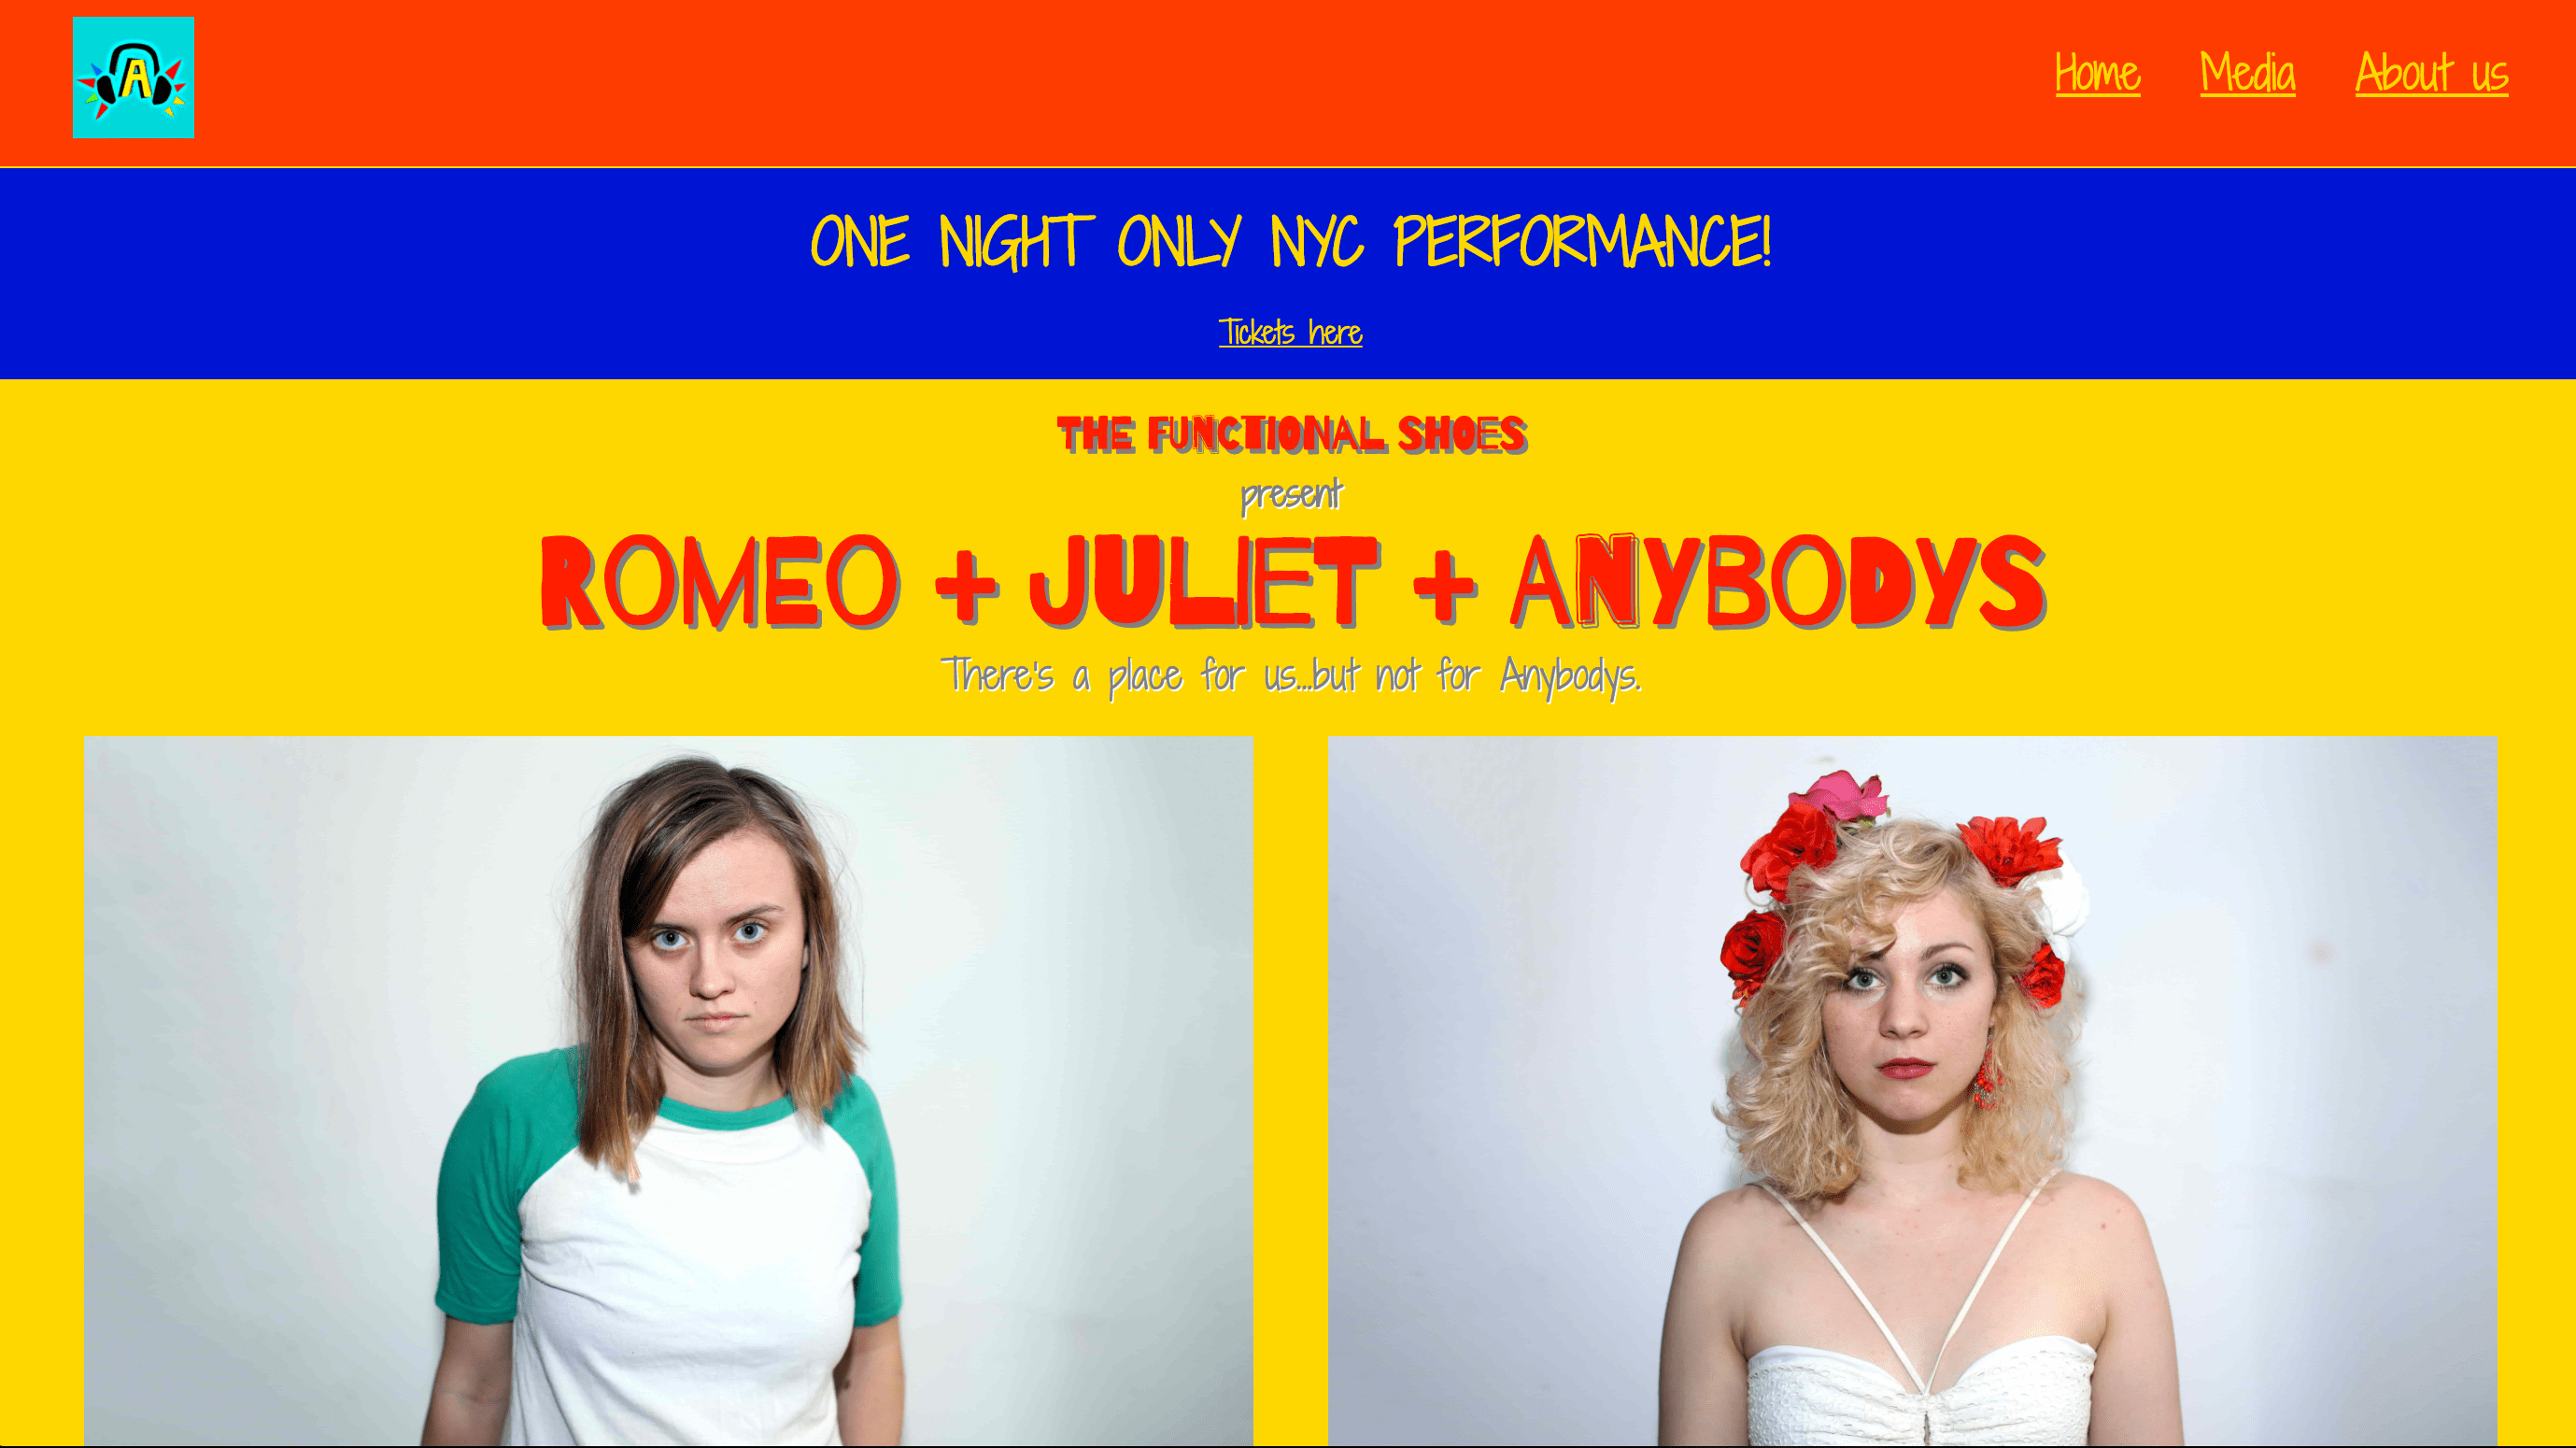 A
Home Media About us
ONE NIGHT ONLY NYC PERFORMANCE!
Tickets here
THE FUNCTIONAL SHOES
present
ROMEO + JULIET + ANYBODYS
There's a place for us...but not for Anybodys.